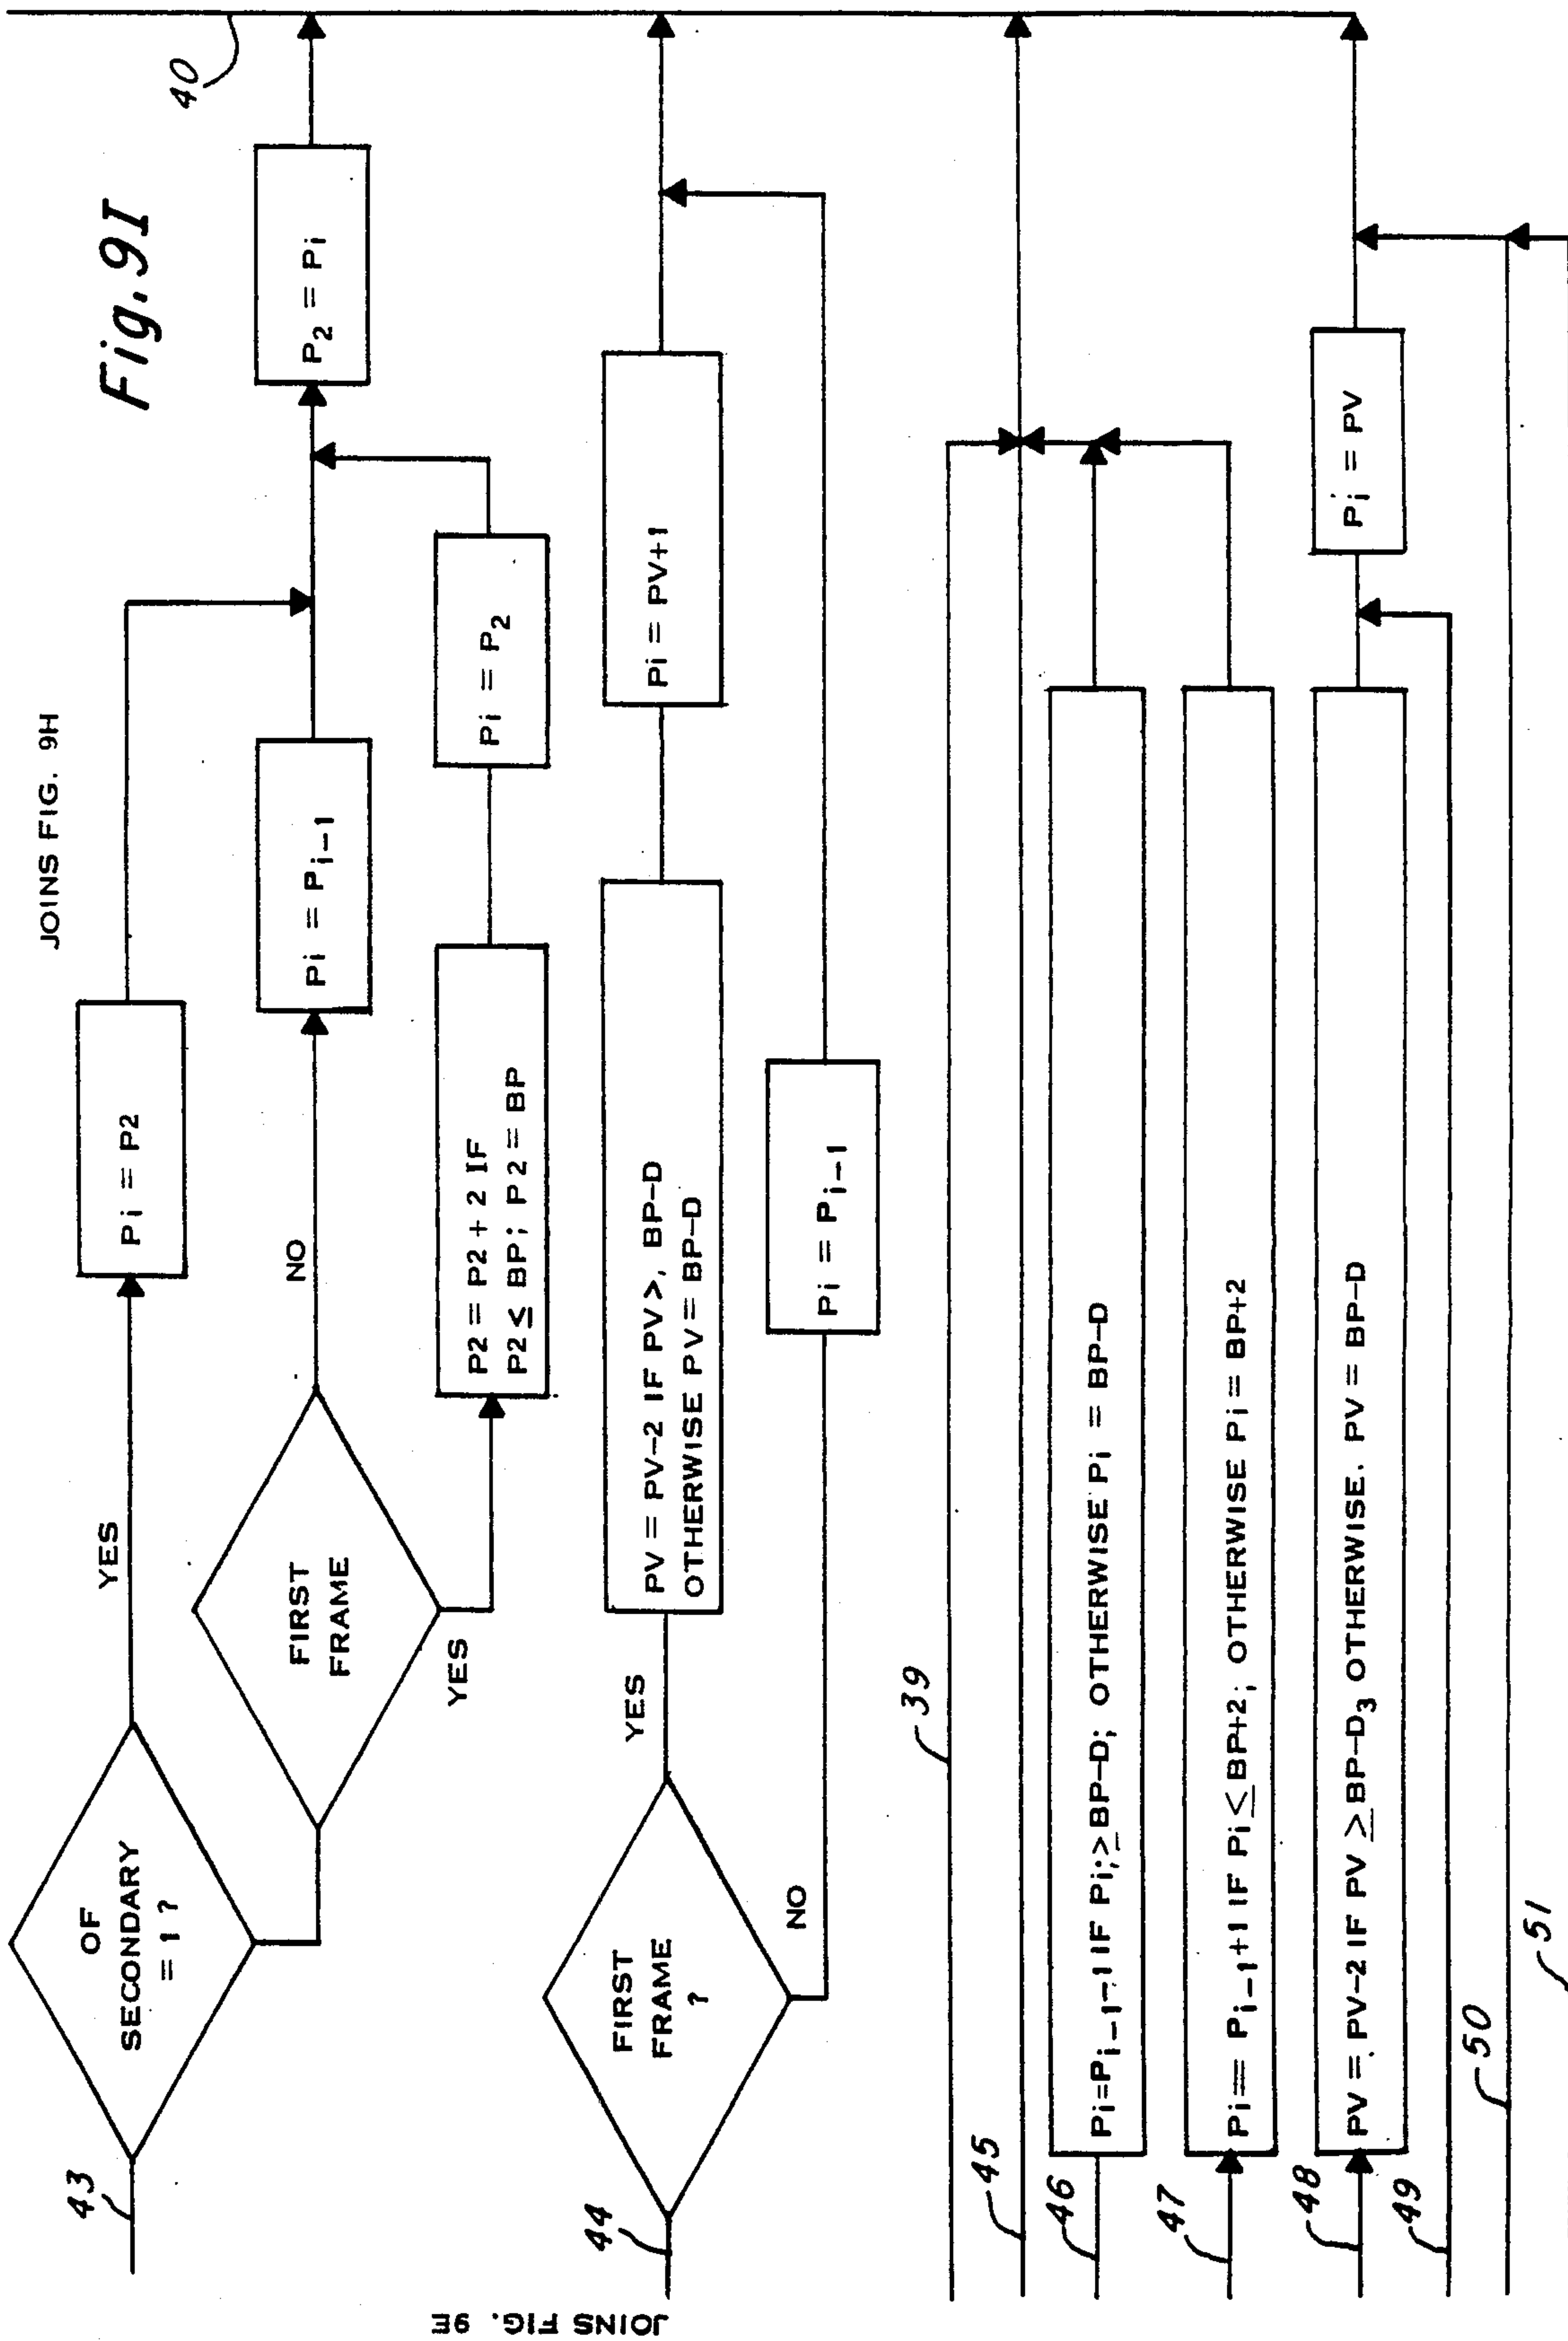 Fig. 9I
JOINS FIG. 9H
JOINS FIG. 9E
40
43
OF
SECONDARY
= 1 ?
YES
Pi = P2
FIRST
FRAME
NO
Pi = Pi-1
P2 = Pi
YES
P2 = P2 + 2 IF
P2 ≤ BP; P2 = BP
Pi = P2
44
FIRST
FRAME
?
YES
PV = PV-2 IF PV >, BP-D
OTHERWISE PV = BP-D
Pi = PV+1
NO
Pi = Pi-1
39
45
46
Pi=Pi-1-1 IF Pi;≥BP-D; OTHERWISE Pi = BP-D
47
Pi= Pi-1+1 IF Pi≤BP+2; OTHERWISE Pi = BP+2
48
PV = PV-2 IF PV ≥BP-D3 OTHERWISE. PV = BP-D
Pi = PV
49
50
51